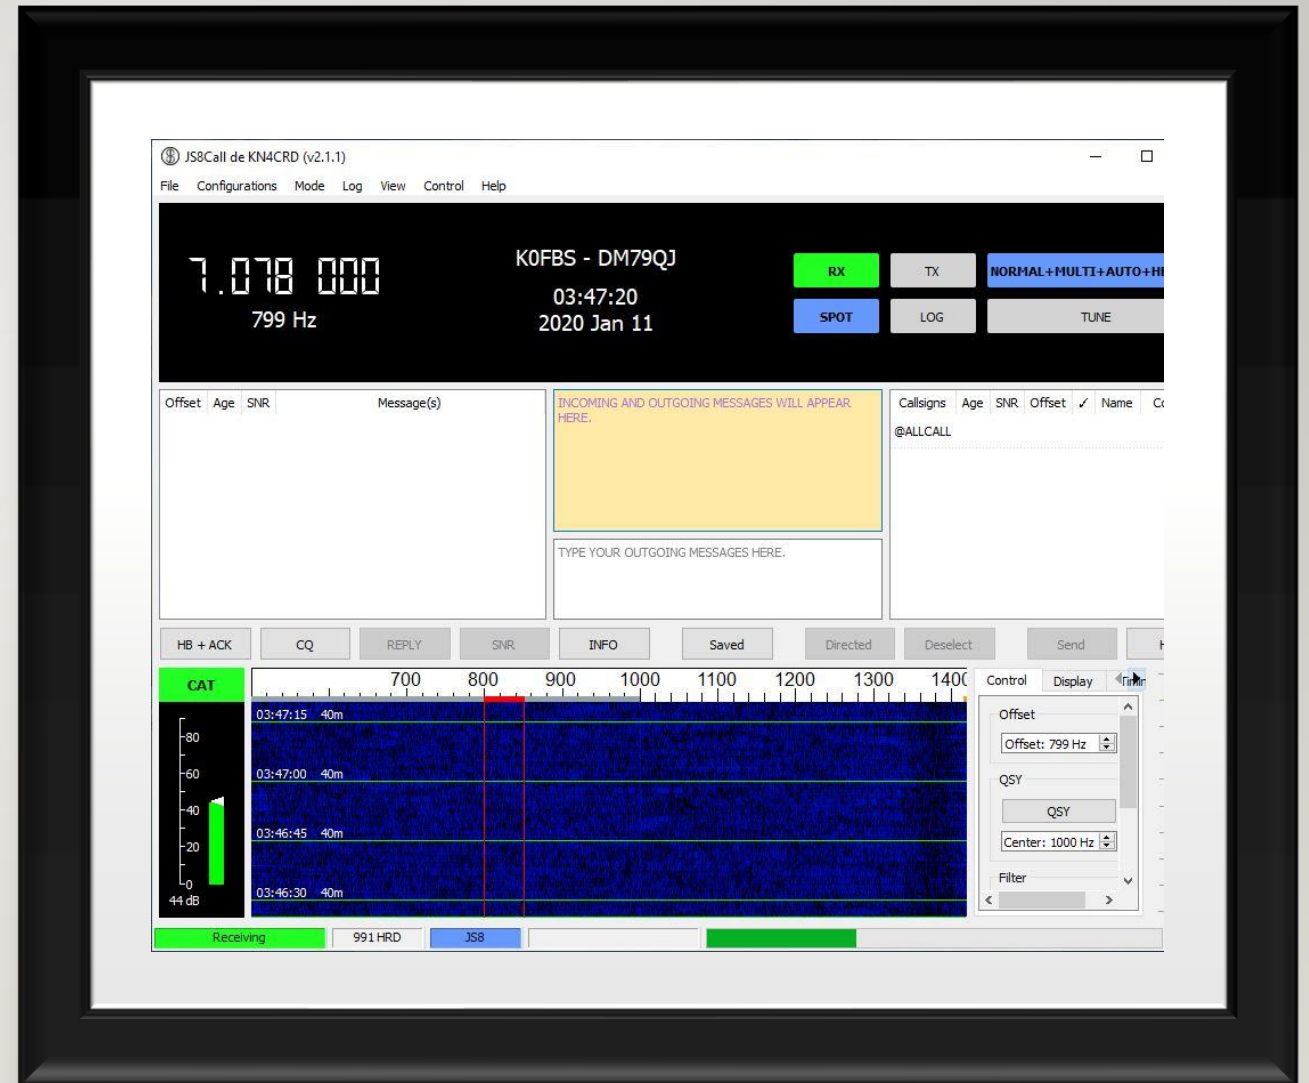 JS8Call de KN4CRD (v2.1.1)
File Configurations Mode Log View Control Help
7.078 000
799 Hz
K0FBS - DM79QJ
03:47:20
2020 Jan 11
RX TX NORMAL+MULTI+AUTO+H
SPOT LOG TUNE
Offset Age SNR Message(s)
INCOMING AND OUTGOING MESSAGES WILL APPEAR
HERE.
TYPE YOUR OUTGOING MESSAGES HERE.
Callsigns Age SNR Offset ✓ Name Co
@ALLCALL
HB + ACK CQ REPLY SNR INFO Saved Directed Deselect Send H
CAT
700 800 900 1000 1100 1200 1300 1400
-80
-60
-40
-20
-0
44 dB
03:47:15 40m
03:47:00 40m
03:46:45 40m
03:46:30 40m
Control Display
Offset
Offset: 799 Hz
QSY
QSY
Center: 1000 Hz
Filter
Receiving 991 HRD JS8